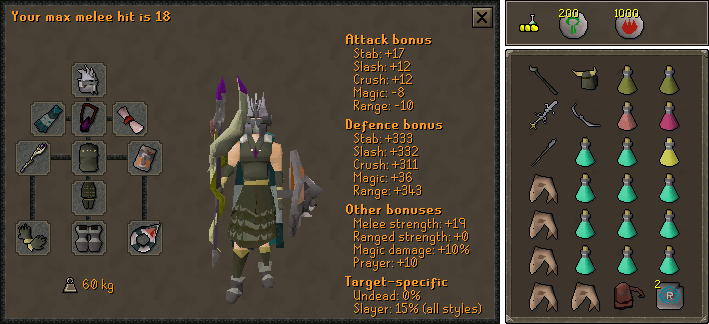 Your max melee hit is 18
Attack bonus
Stab: +17
Slash: +12
Crush: +12
Magic: -8
Range: -10
Defence bonus
Stab: +333
Slash: +332
Crush: +311
Magic: +36
Range: +343
Other bonuses
Melee strength: +19
Ranged strength: +0
Magic damage: +10%
Prayer: +10
Target-specific
Undead: 0%
Slayer: 15% (all styles)
60 kg
200
1000
2
R